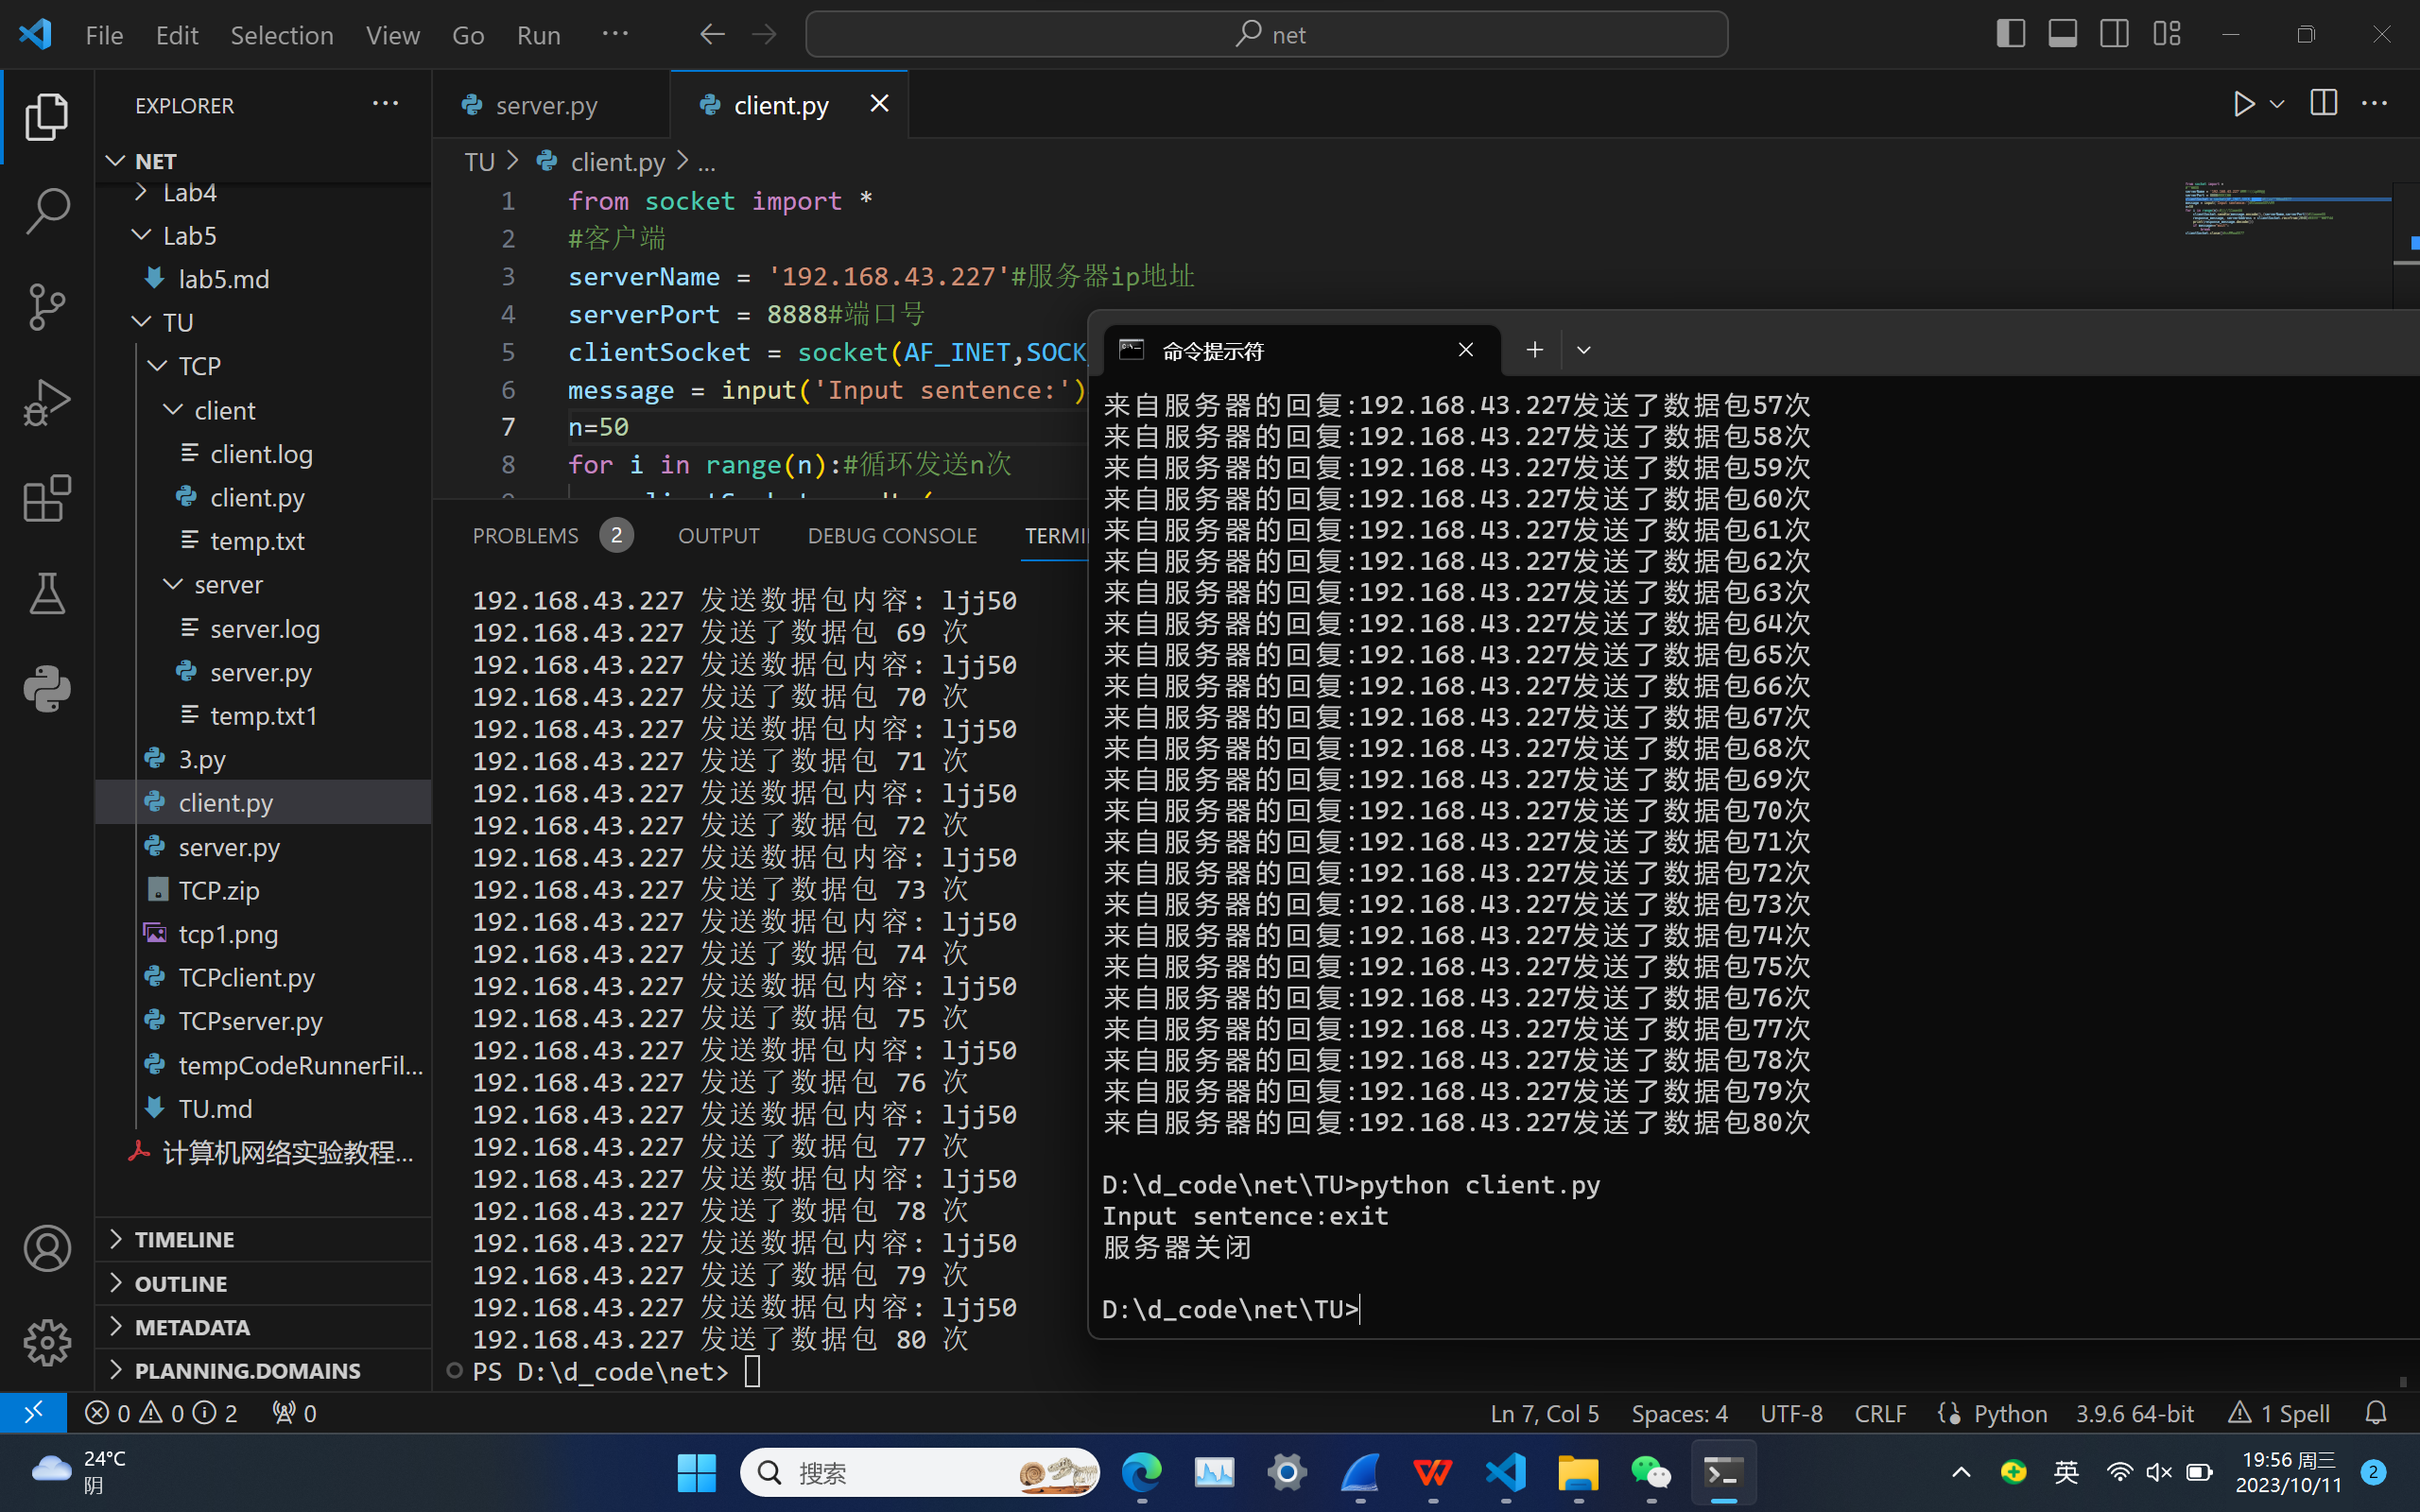 File Edit Selection View Go Run ···
net
EXPLORER ···
NET
Lab4
Lab5
lab5.md
TU
TCP
client
client.log
client.py
temp.txt
server
server.log
server.py
temp.txt1
3.py
client.py
server.py
TCP.zip
tcp1.png
TCPclient.py
TCPserver.py
tempCodeRunnerFil...
TU.md
计算机网络实验教程...
TIMELINE
OUTLINE
METADATA
PLANNING.DOMAINS
server.py client.py
TU > client.py > ...
1 from socket import *
2 #客户端
3 serverName = '192.168.43.227'#服务器ip地址
4 serverPort = 8888#端口号
5 clientSocket = socket(AF_INET,SOCK_
6 message = input('Input sentence:')
7 n=50
8 for i in range(n):#循环发送n次
PROBLEMS 2 OUTPUT DEBUG CONSOLE TERMI
192.168.43.227 发送数据包内容: ljj50
192.168.43.227 发送了数据包 69 次
192.168.43.227 发送数据包内容: ljj50
192.168.43.227 发送了数据包 70 次
192.168.43.227 发送数据包内容: ljj50
192.168.43.227 发送了数据包 71 次
192.168.43.227 发送数据包内容: ljj50
192.168.43.227 发送了数据包 72 次
192.168.43.227 发送数据包内容: ljj50
192.168.43.227 发送了数据包 73 次
192.168.43.227 发送数据包内容: ljj50
192.168.43.227 发送了数据包 74 次
192.168.43.227 发送数据包内容: ljj50
192.168.43.227 发送了数据包 75 次
192.168.43.227 发送数据包内容: ljj50
192.168.43.227 发送了数据包 76 次
192.168.43.227 发送数据包内容: ljj50
192.168.43.227 发送了数据包 77 次
192.168.43.227 发送数据包内容: ljj50
192.168.43.227 发送了数据包 78 次
192.168.43.227 发送数据包内容: ljj50
192.168.43.227 发送了数据包 79 次
192.168.43.227 发送数据包内容: ljj50
192.168.43.227 发送了数据包 80 次
PS D:\d_code\net>
命令提示符
来自服务器的回复:192.168.43.227发送了数据包57次
来自服务器的回复:192.168.43.227发送了数据包58次
来自服务器的回复:192.168.43.227发送了数据包59次
来自服务器的回复:192.168.43.227发送了数据包60次
来自服务器的回复:192.168.43.227发送了数据包61次
来自服务器的回复:192.168.43.227发送了数据包62次
来自服务器的回复:192.168.43.227发送了数据包63次
来自服务器的回复:192.168.43.227发送了数据包64次
来自服务器的回复:192.168.43.227发送了数据包65次
来自服务器的回复:192.168.43.227发送了数据包66次
来自服务器的回复:192.168.43.227发送了数据包67次
来自服务器的回复:192.168.43.227发送了数据包68次
来自服务器的回复:192.168.43.227发送了数据包69次
来自服务器的回复:192.168.43.227发送了数据包70次
来自服务器的回复:192.168.43.227发送了数据包71次
来自服务器的回复:192.168.43.227发送了数据包72次
来自服务器的回复:192.168.43.227发送了数据包73次
来自服务器的回复:192.168.43.227发送了数据包74次
来自服务器的回复:192.168.43.227发送了数据包75次
来自服务器的回复:192.168.43.227发送了数据包76次
来自服务器的回复:192.168.43.227发送了数据包77次
来自服务器的回复:192.168.43.227发送了数据包78次
来自服务器的回复:192.168.43.227发送了数据包79次
来自服务器的回复:192.168.43.227发送了数据包80次
D:\d_code\net\TU>python client.py
Input sentence:exit
服务器关闭
D:\d_code\net\TU>
0 0 2 0
Ln 7, Col 5 Spaces: 4 UTF-8 CRLF Python 3.9.6 64-bit 1 Spell
24°C
阴
搜索
英
19:56 周三
2023/10/11
2